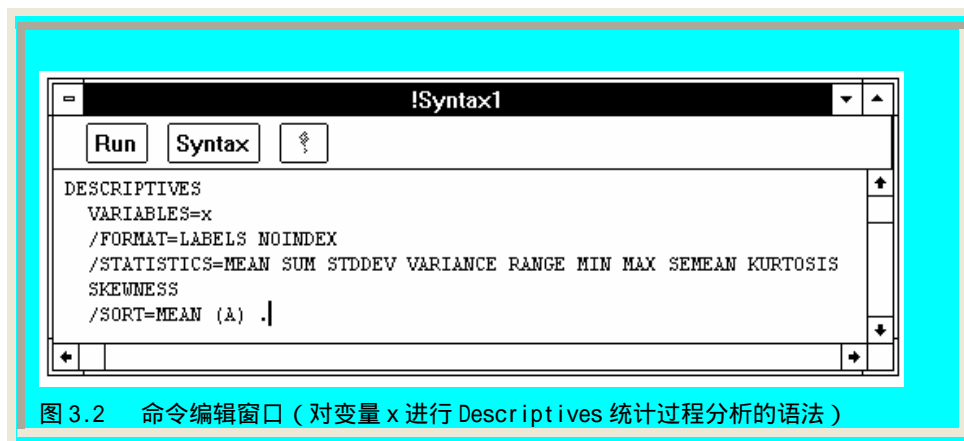 !Syntax1
Run Syntax
DESCRIPTIVES
VARIABLES=x
/FORMAT=LABELS NOINDEX
/STATISTICS=MEAN SUM STDDEV VARIANCE RANGE MIN MAX SEMEAN KURTOSIS
SKEWNESS
/SORT=MEAN (A) .
图 3.2 命令编辑窗口（对变量 x 进行 Descriptives 统计过程分析的语法）